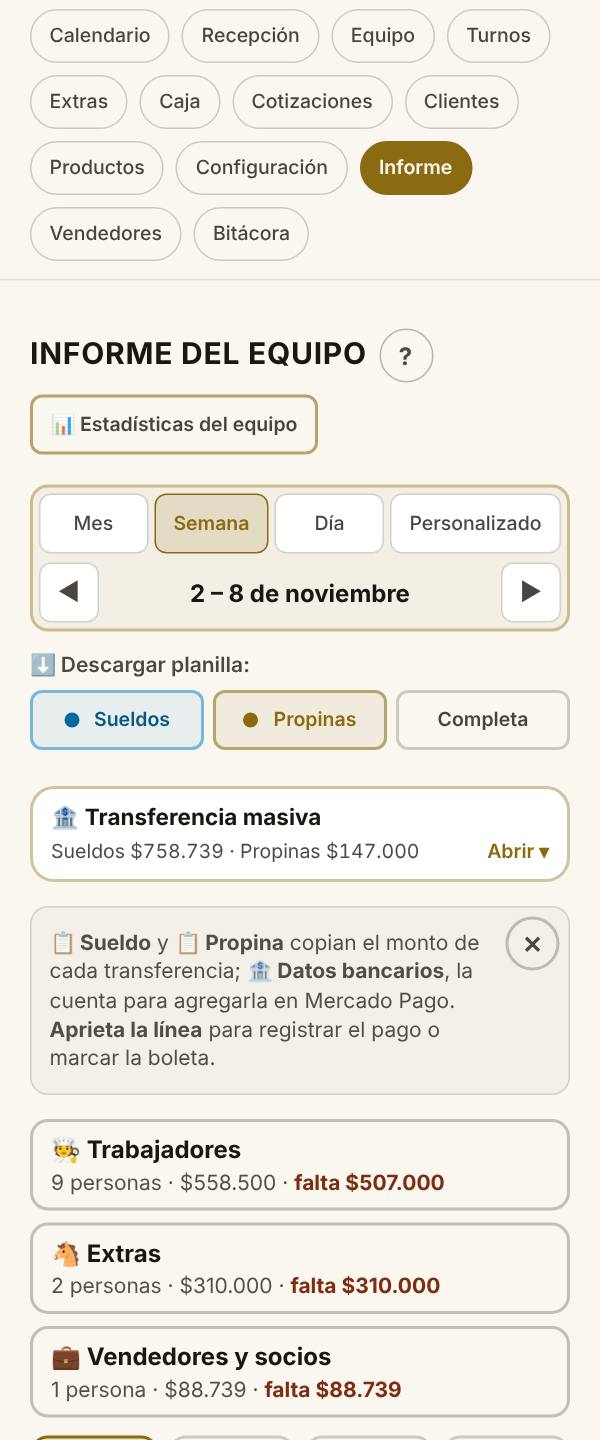 Calendario Recepción Equipo Turnos
Extras Caja Cotizaciones Clientes
Productos Configuración Informe
Vendedores Bitácora
INFORME DEL EQUIPO ?
📊 Estadísticas del equipo
Mes Semana Día Personalizado
◀ 2 – 8 de noviembre ▶
⬇️ Descargar planilla:
Sueldos Propinas Completa
🏦 Transferencia masiva
Sueldos $758.739 · Propinas $147.000 Abrir ▾
📋 Sueldo y 📋 Propina copian el monto de
cada transferencia; 🏦 Datos bancarios, la
cuenta para agregarla en Mercado Pago.
Aprieta la línea para registrar el pago o
marcar la boleta.
✕
🧑‍🍳 Trabajadores
9 personas · $558.500 · falta $507.000
🐴 Extras
2 personas · $310.000 · falta $310.000
💼 Vendedores y socios
1 persona · $88.739 · falta $88.739